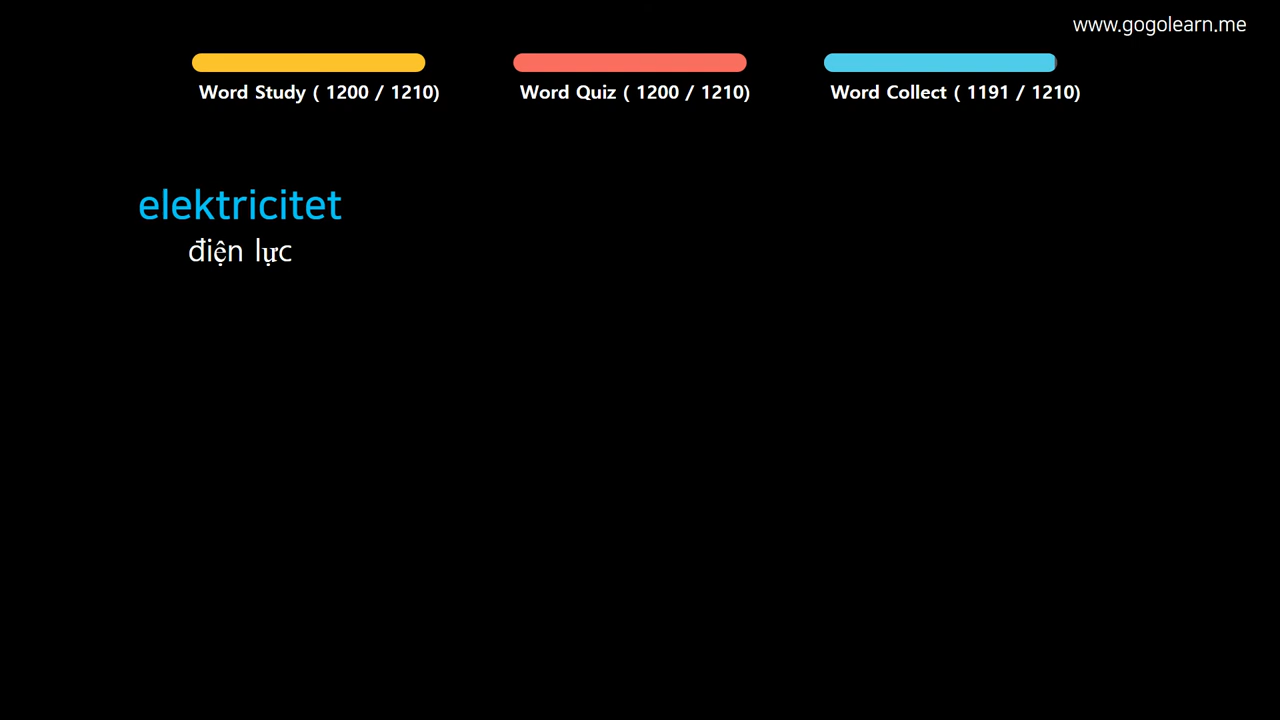 www.gogolearn.me
Word Study ( 1200 / 1210)
Word Quiz ( 1200 / 1210)
Word Collect ( 1191 / 1210)
elektricitet
điện lực